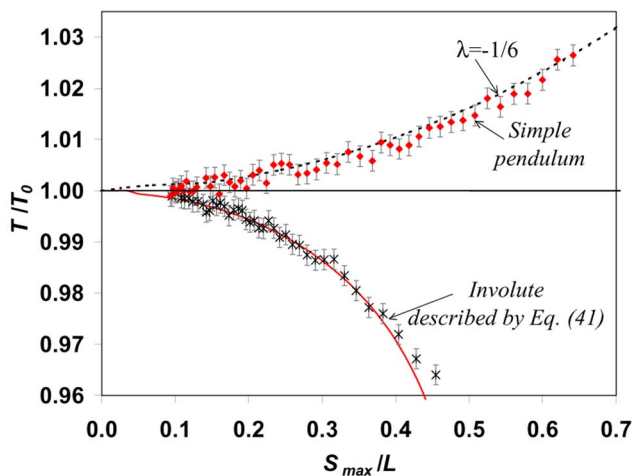 1.03
λ=-1/6
1.02
1.01
Simple
pendulum
T/T0
1.00
0.99
0.98
Involute
described by Eq. (41)
0.97
0.96
0.0 0.1 0.2 0.3 0.4 0.5 0.6 0.7
Smax/L